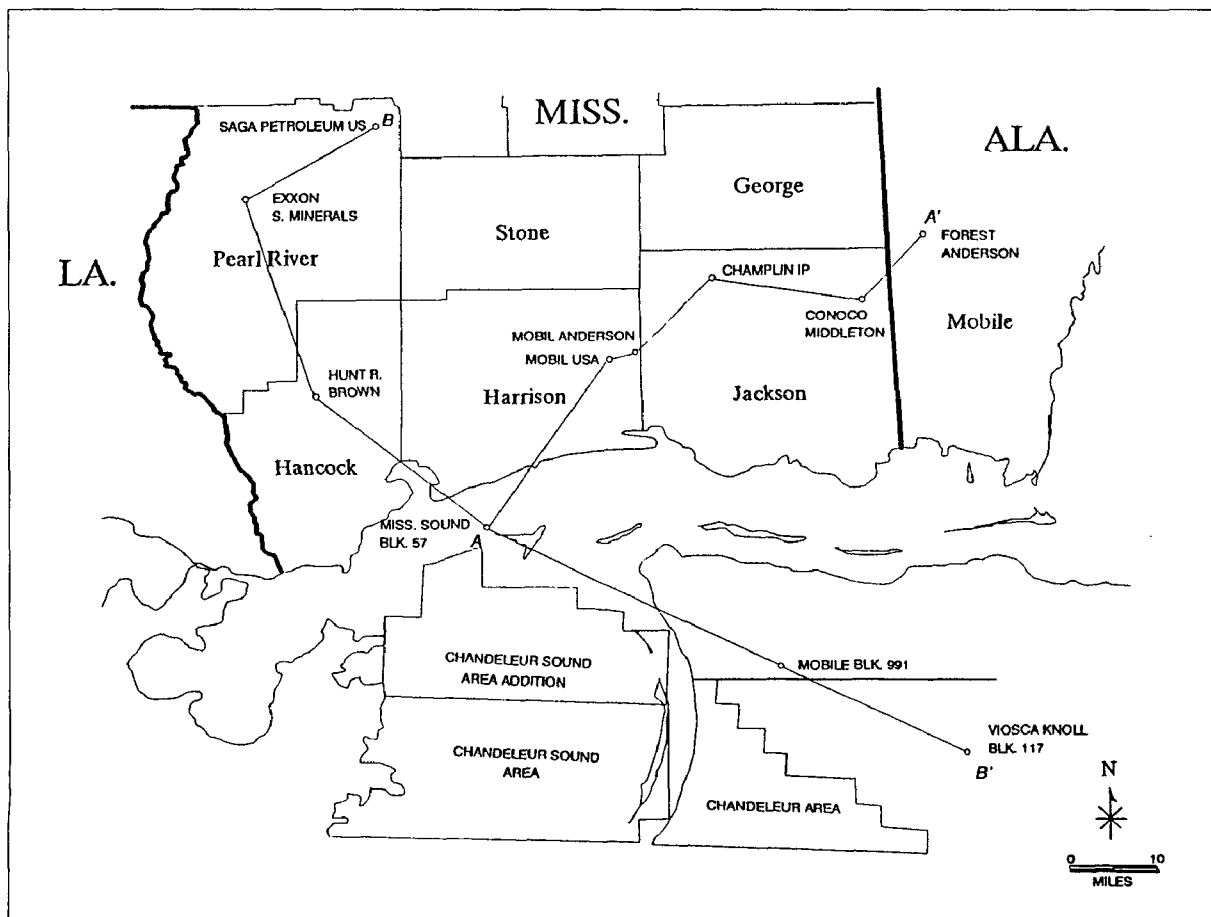 MISS.
ALA.
LA.
SAGA PETROLEUM US
B
EXXON
S. MINERALS
Pearl River
Stone
George
A'
FOREST
ANDERSON
CHAMPLIN IP
CONOCO
MIDDLETON
Mobile
MOBIL ANDERSON
MOBIL USA
HUNT R.
BROWN
Harrison
Jackson
Hancock
MISS. SOUND
BLK. 57
A
CHANDELEUR SOUND
AREA ADDITION
MOBILE BLK. 991
CHANDELEUR SOUND
AREA
VIOSCA KNOLL
BLK. 117
B'
CHANDELEUR AREA
N
0 10
MILES